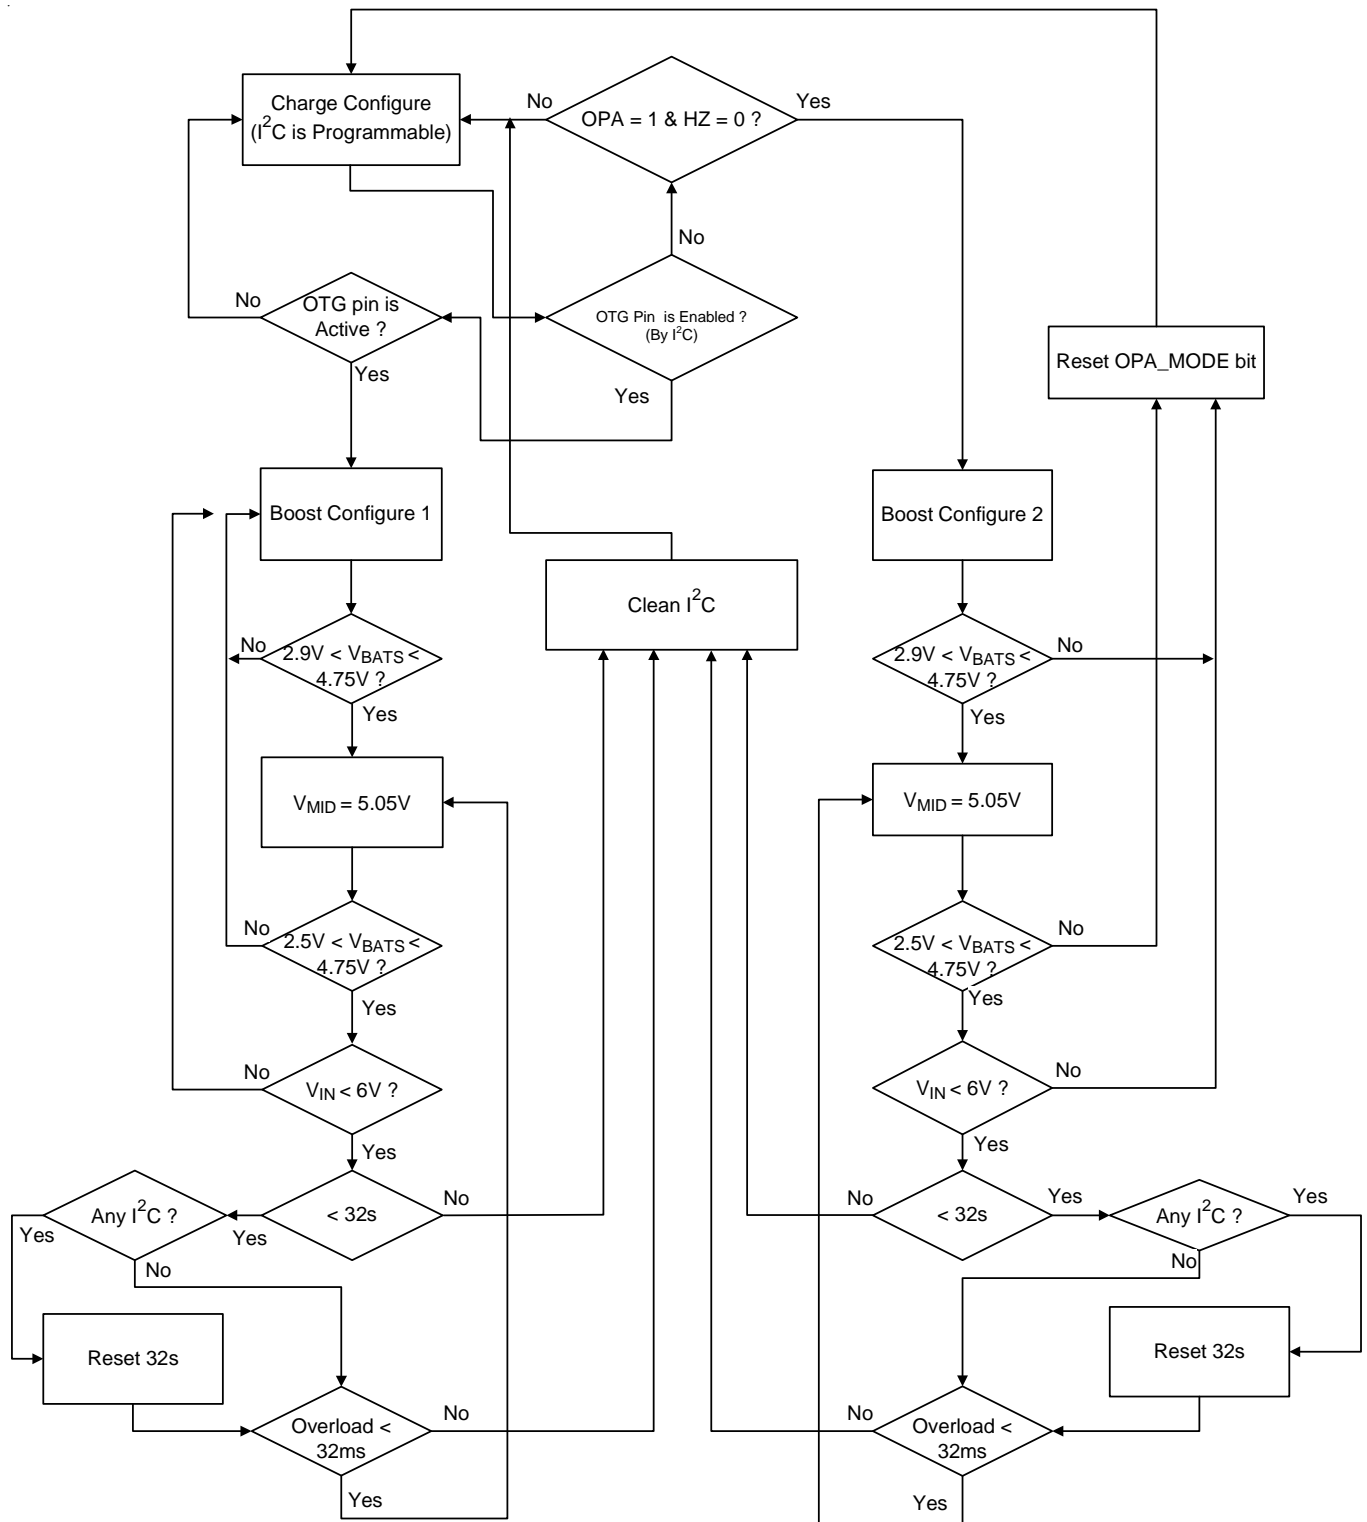 Charge Configure
(I²C is Programmable)
No
OPA = 1 & HZ = 0 ?
Yes
No
No
OTG pin is
Active ?
OTG Pin is Enabled ?
(By I²C)
Reset OPA_MODE bit
Yes
Yes
Boost Configure 1
Boost Configure 2
Clean I²C
No
2.9V < VBATS <
4.75V ?
2.9V < VBATS <
4.75V ?
No
Yes
Yes
VMID = 5.05V
VMID = 5.05V
No
2.5V < VBATS <
4.75V ?
2.5V < VBATS <
4.75V ?
No
Yes
Yes
No
VIN < 6V ?
VIN < 6V ?
No
Yes
Yes
Yes
Any I²C ?
Yes
< 32s
No
No
< 32s
Yes
Any I²C ?
Yes
No
No
Reset 32s
Reset 32s
Overload <
32ms
No
No
Overload <
32ms
Yes
Yes